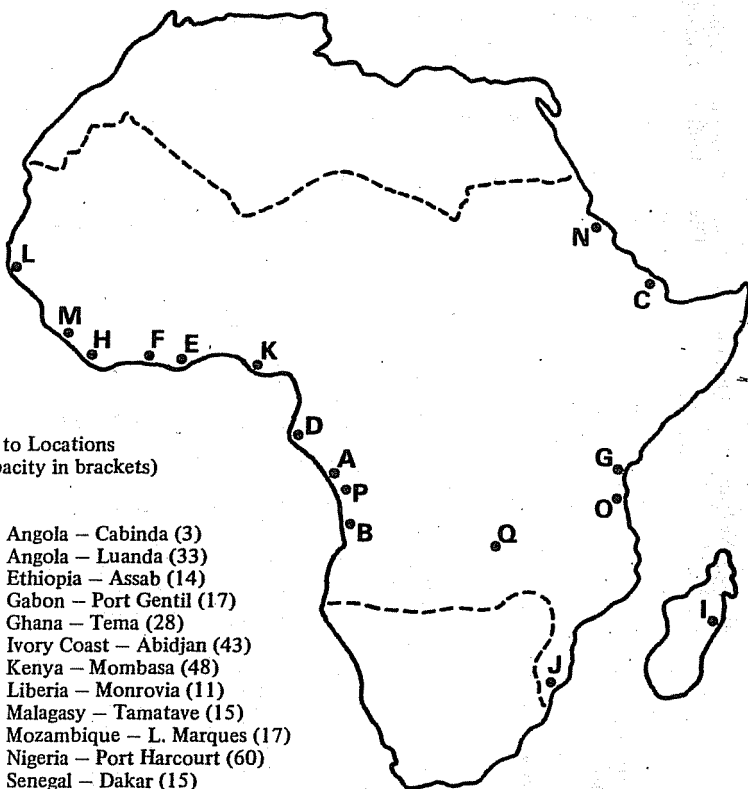 N
L
C
M
H
F
E
K
D
to Locations
A
G
pacity in brackets)
P
O
B
Q
Angola — Cabinda (3)
Angola — Luanda (33)
Ethiopia — Assab (14)
Gabon — Port Gentil (17)
Ghana — Tema (28)
I
Ivory Coast — Abidjan (43)
Kenya — Mombasa (48)
J
Liberia — Monrovia (11)
Malagasy — Tamatave (15)
Mozambique — L. Marques (17)
Nigeria — Port Harcourt (60)
Senegal — Dakar (15)